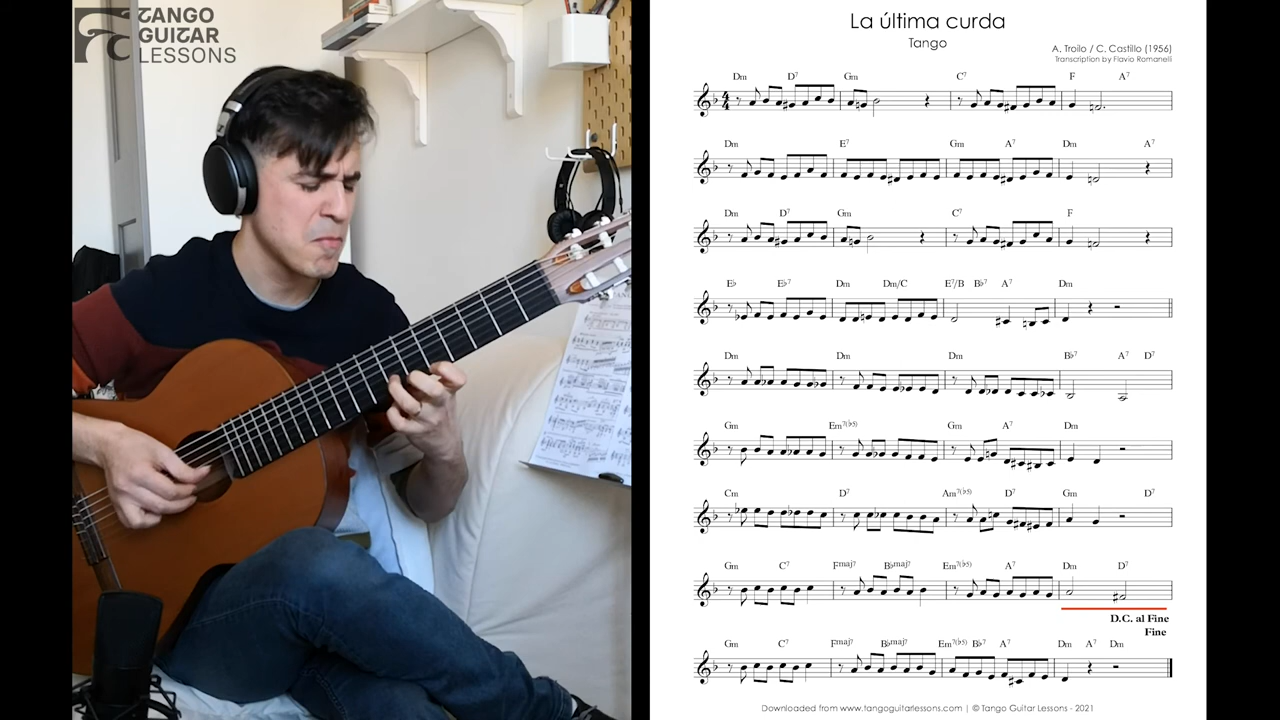 TANGO
GUITAR
LESSONS
La última curda
Tango
A. Troilo / C. Castillo (1956)
Transcription by Flavio Romanelli
Dm D7 Gm C7 F A7
Dm E7 Gm A7 Dm A7
Dm D7 Gm C7 F
E♭ E♭7 Dm Dm/C E7/B B♭7 A7 Dm
Dm Dm Dm B♭7 A7 D7
Gm Em7(♭5) Gm A7 Dm
Cm D7 Am7(♭5) D7 Gm D7
Gm C7 Fmaj7 B♭maj7 Em7(♭5) A7 Dm D7
D.C. al Fine
Fine
Gm C7 Fmaj7 B♭maj7 Em7(♭5) B♭7 A7 Dm A7 Dm
Downloaded from www.tangoguitarlessons.com | © Tango Guitar Lessons - 2021